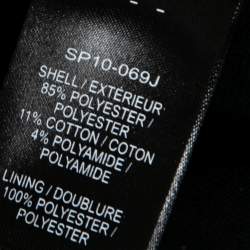 SP10-069J
SHELL / EXTÉRIEUR
85% POLYESTER /
POLYESTER
11% COTTON / COTON
4% POLYAMIDE /
POLYAMIDE
LINING / DOUBLURE
100% POLYESTER /
POLYESTER